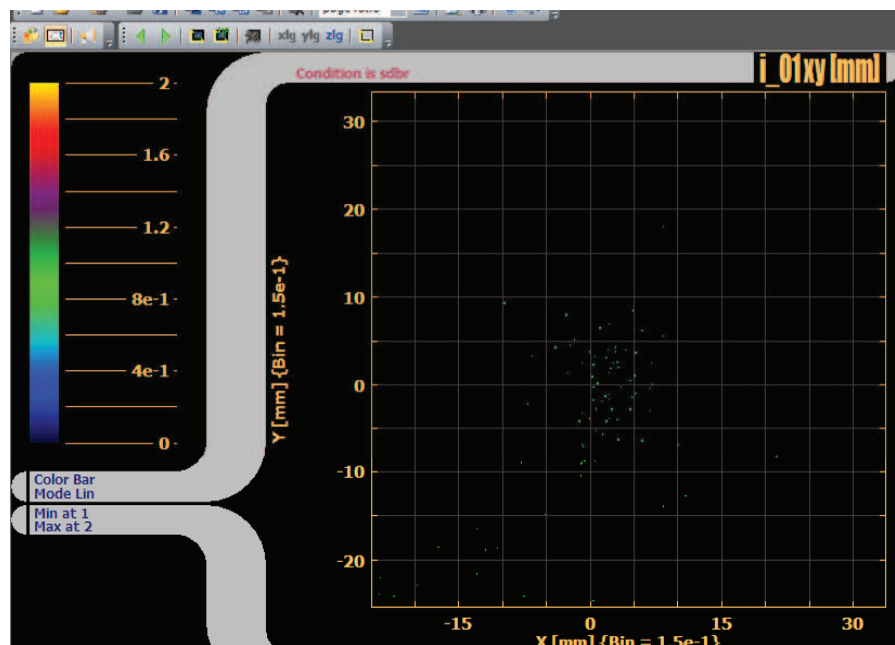 xlg ylg zlg
Condition is sdbr
i_01xy [mm]
2
1.6
1.2
8e-1
4e-1
0
Color Bar
Mode Lin
Min at 1
Max at 2
Y [mm] {Bin = 1.5e-1}
30
20
10
0
-10
-20
-15
0
15
30
X [mm] {Bin = 1.5e-1}